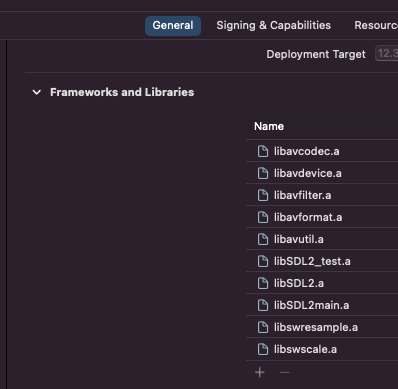 General Signing & Capabilities Resourc
Deployment Target 12.3
Frameworks and Libraries
Name
libavcodec.a
libavdevice.a
libavfilter.a
libavformat.a
libavutil.a
libSDL2_test.a
libSDL2.a
libSDL2main.a
libswresample.a
libswscale.a